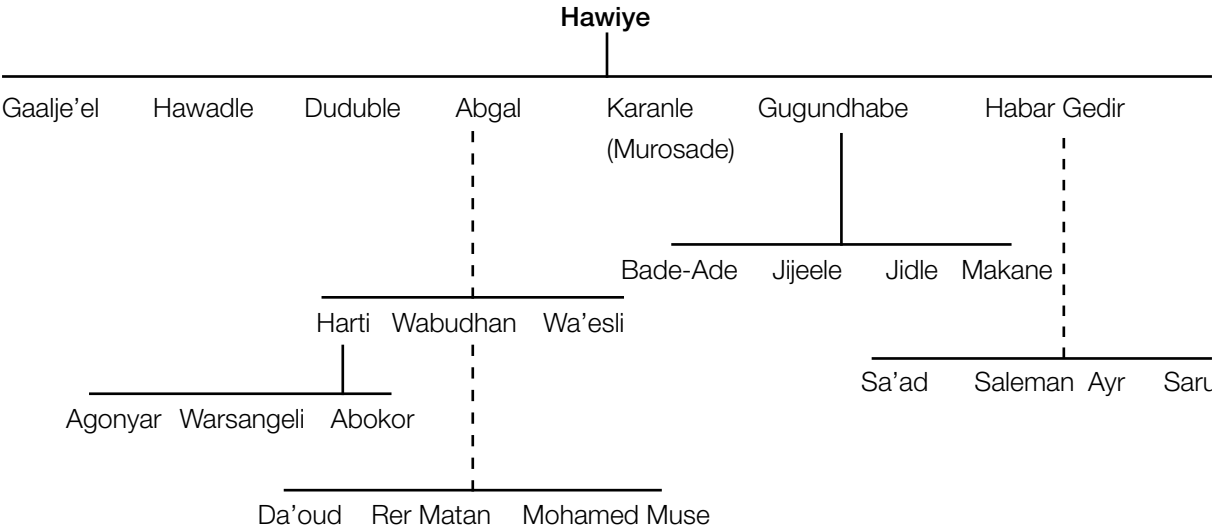 Hawiye
Gaalje’el Hawadle Duduble Abgal Karanle Gugundhabe Habar Gedir
(Murosade)
Bade-Ade Jijeele Jidle Makane
Harti Wabudhan Wa’esli
Sa’ad Saleman Ayr Saru
Agonyar Warsangeli Abokor
Da’oud Rer Matan Mohamed Muse